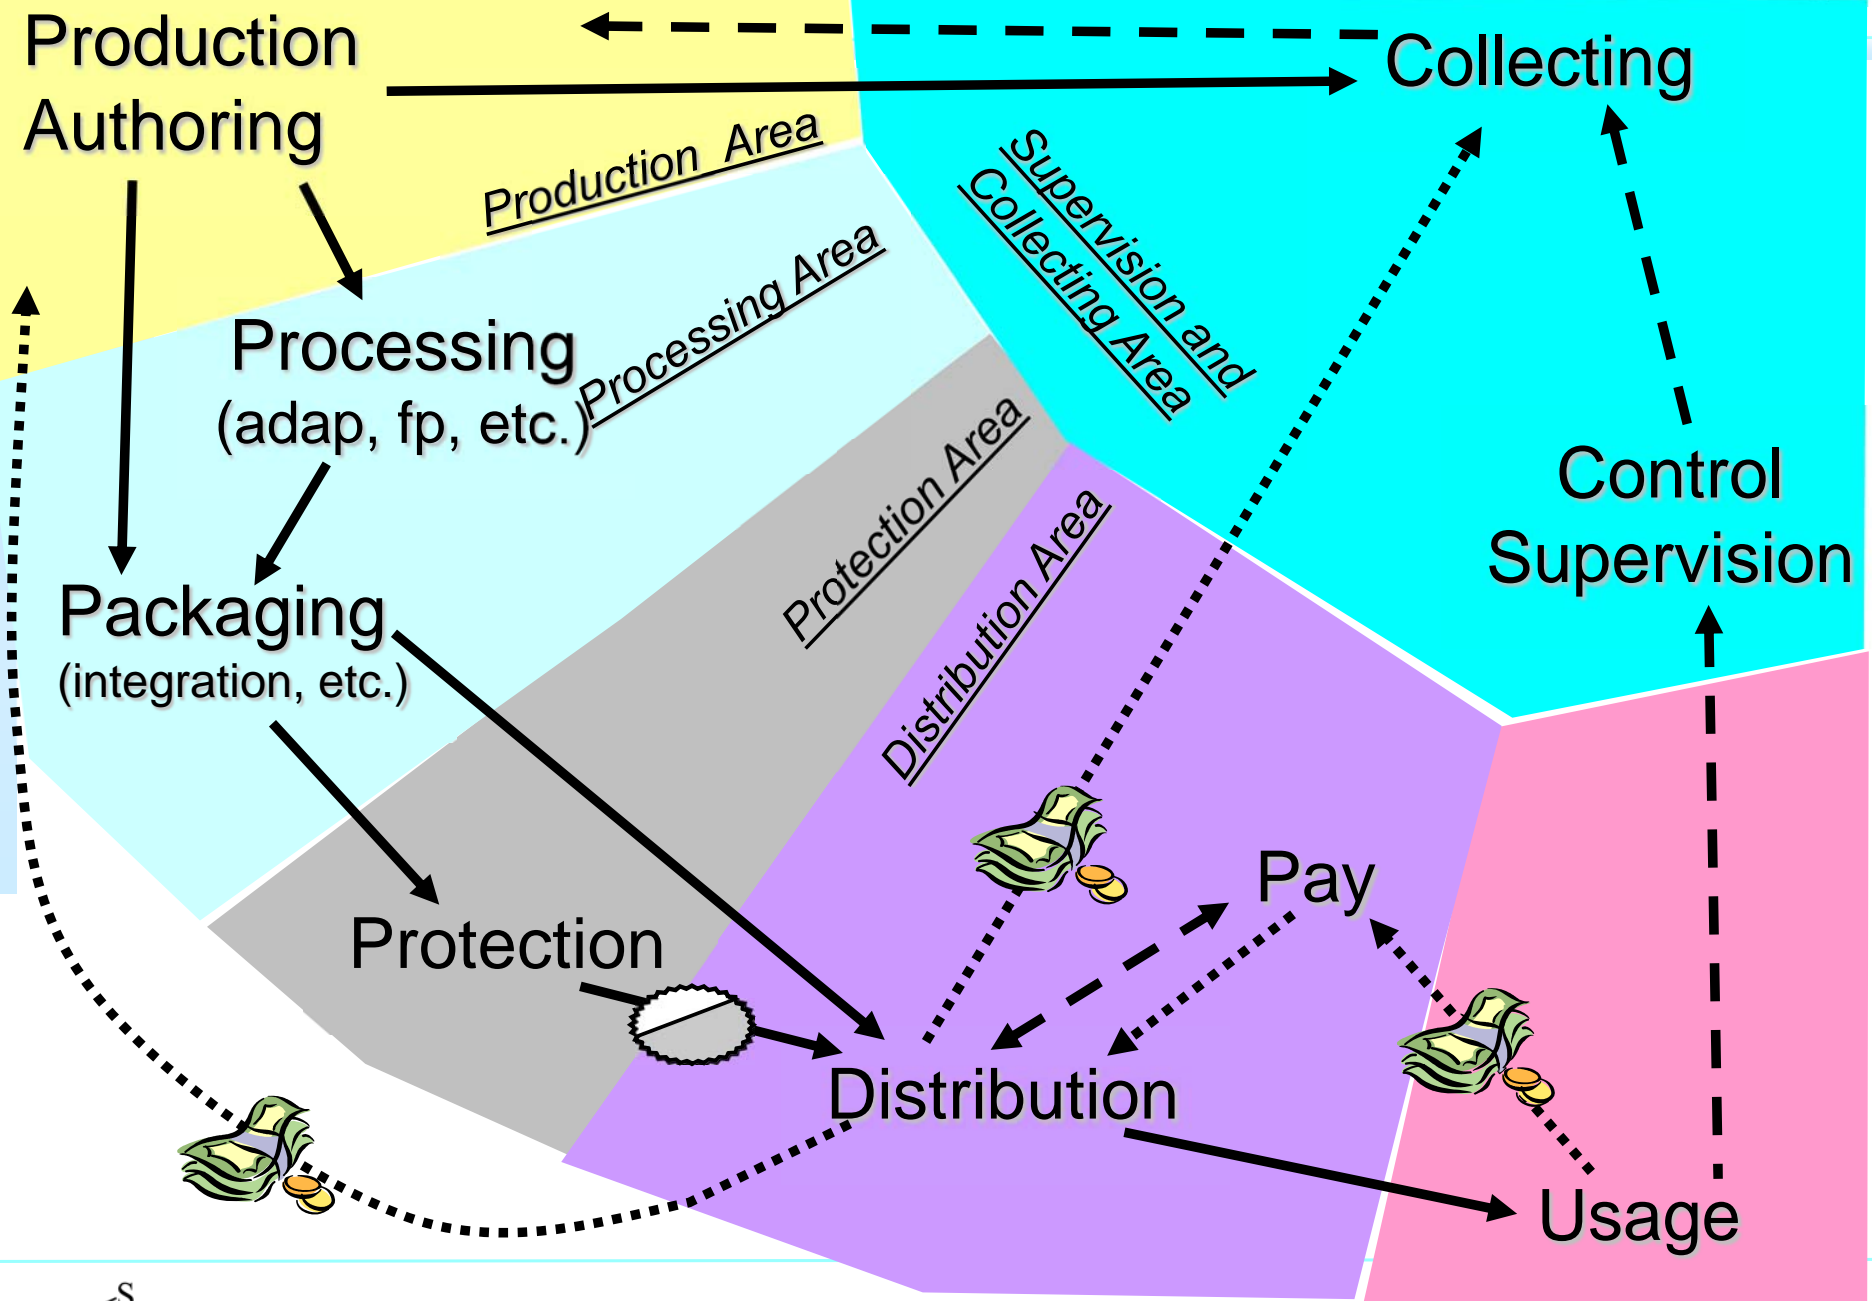 Production
Authoring
Collecting
Production Area
Supervision and
Collecting Area
Processing Area
Processing
(adap, fp, etc.)
Protection Area
Control
Supervision
Distribution Area
Packaging
(integration, etc.)
Pay
Protection
Distribution
Usage